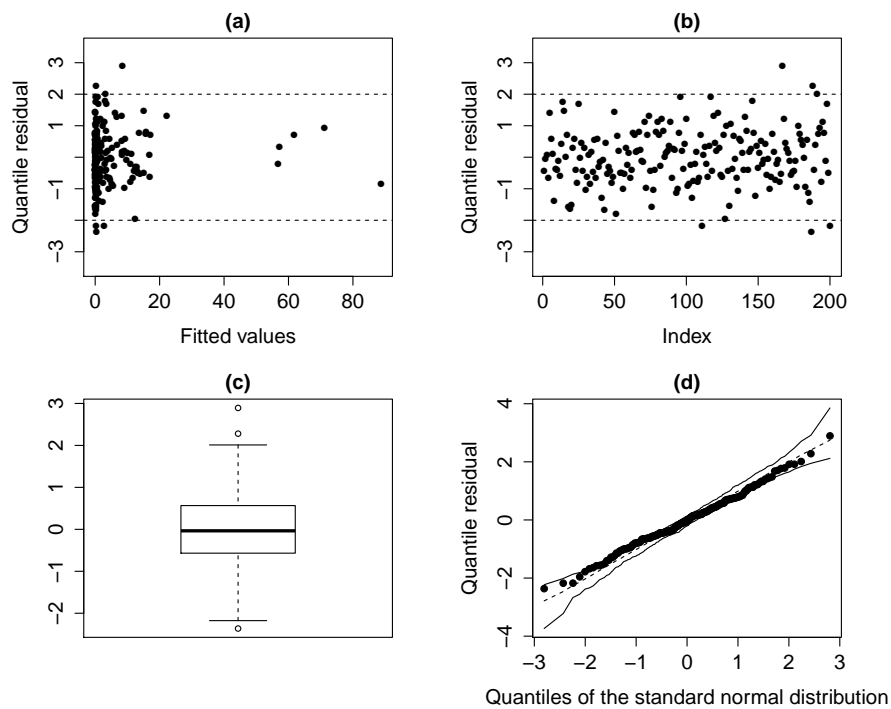 (a)
Quantile residual
3
2
1
−1
−3
0 20 40 60 80
Fitted values
(b)
Quantile residual
3
2
1
−1
−3
0 50 100 150 200
Index
(c)
3
2
1
0
−1
−2
(d)
Quantile residual
4
2
0
−2
−4
−3 −2 −1 0 1 2 3
Quantiles of the standard normal distribution